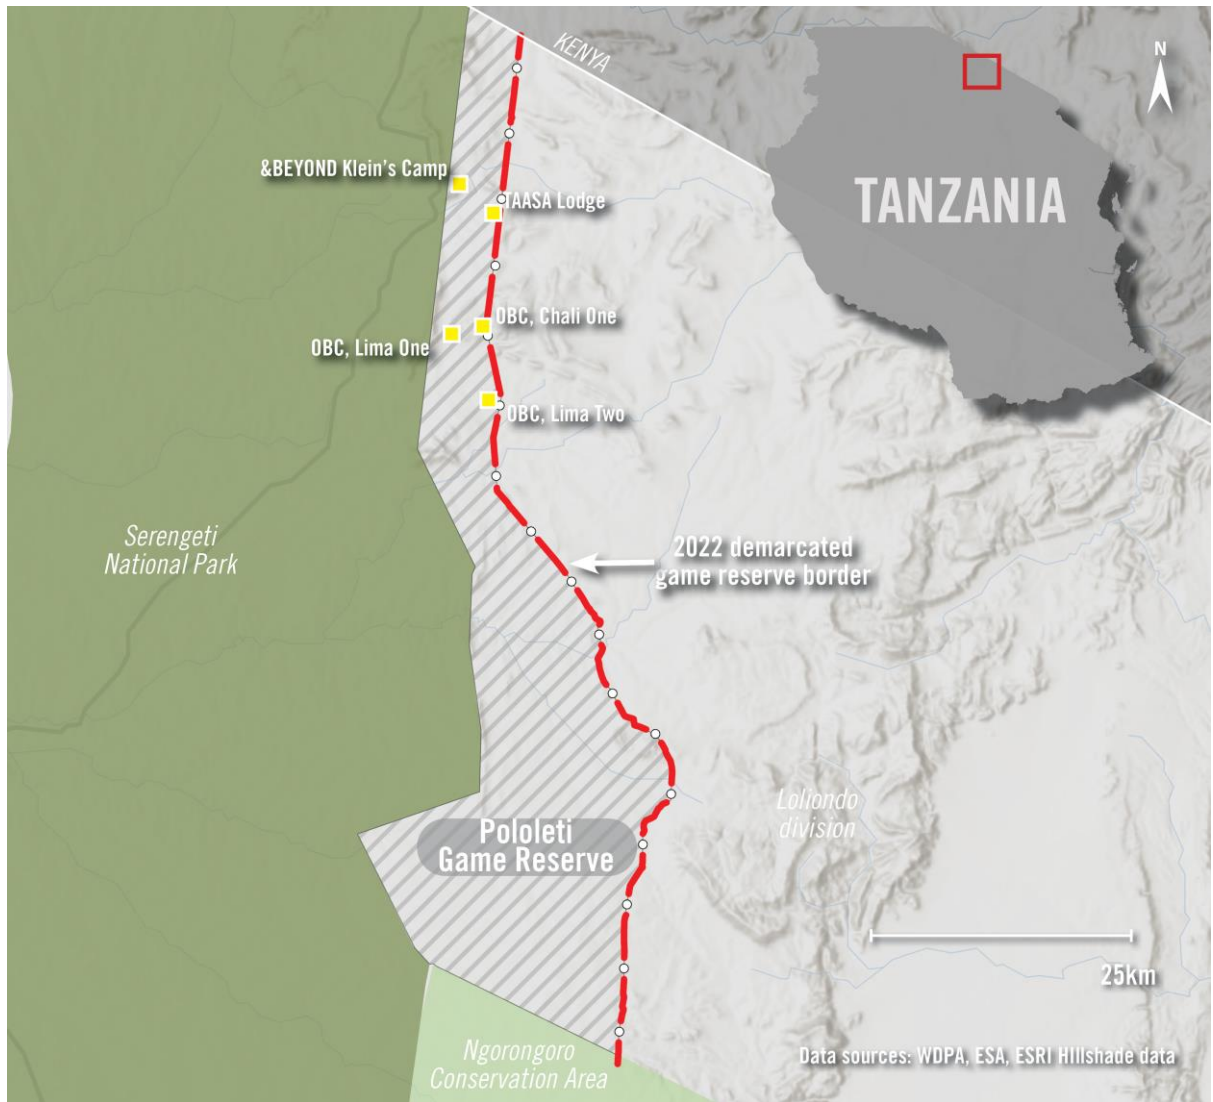 KENYA
N
&BEYOND Klein's Camp
TAASA Lodge
TANZANIA
OBC, Chali One
OBC, Lima One
OBC, Lima Two
Serengeti
National Park
2022 demarcated
game reserve border
Loliondo
division
Pololeti
Game Reserve
25km
Ngorongoro
Conservation Area
Data sources: WDPA, ESA, ESRI HIllshade data